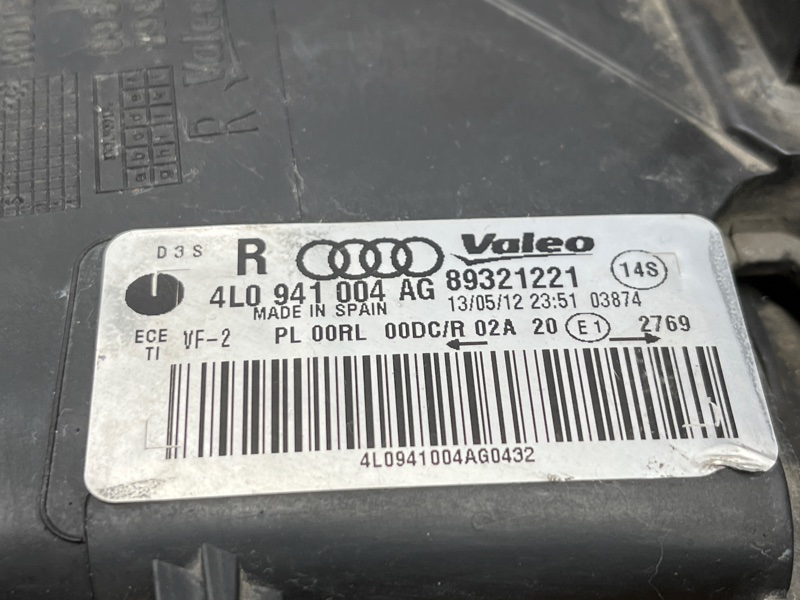 R Valeo
D3S R Valeo
4L0 941 004 AG 89321221 14S
MADE IN SPAIN 13/05/12 23:51 03874
ECE VF-2 PL 00RL 00DC/R 02A 20 E1 2769
TI
4L0941004AG0432